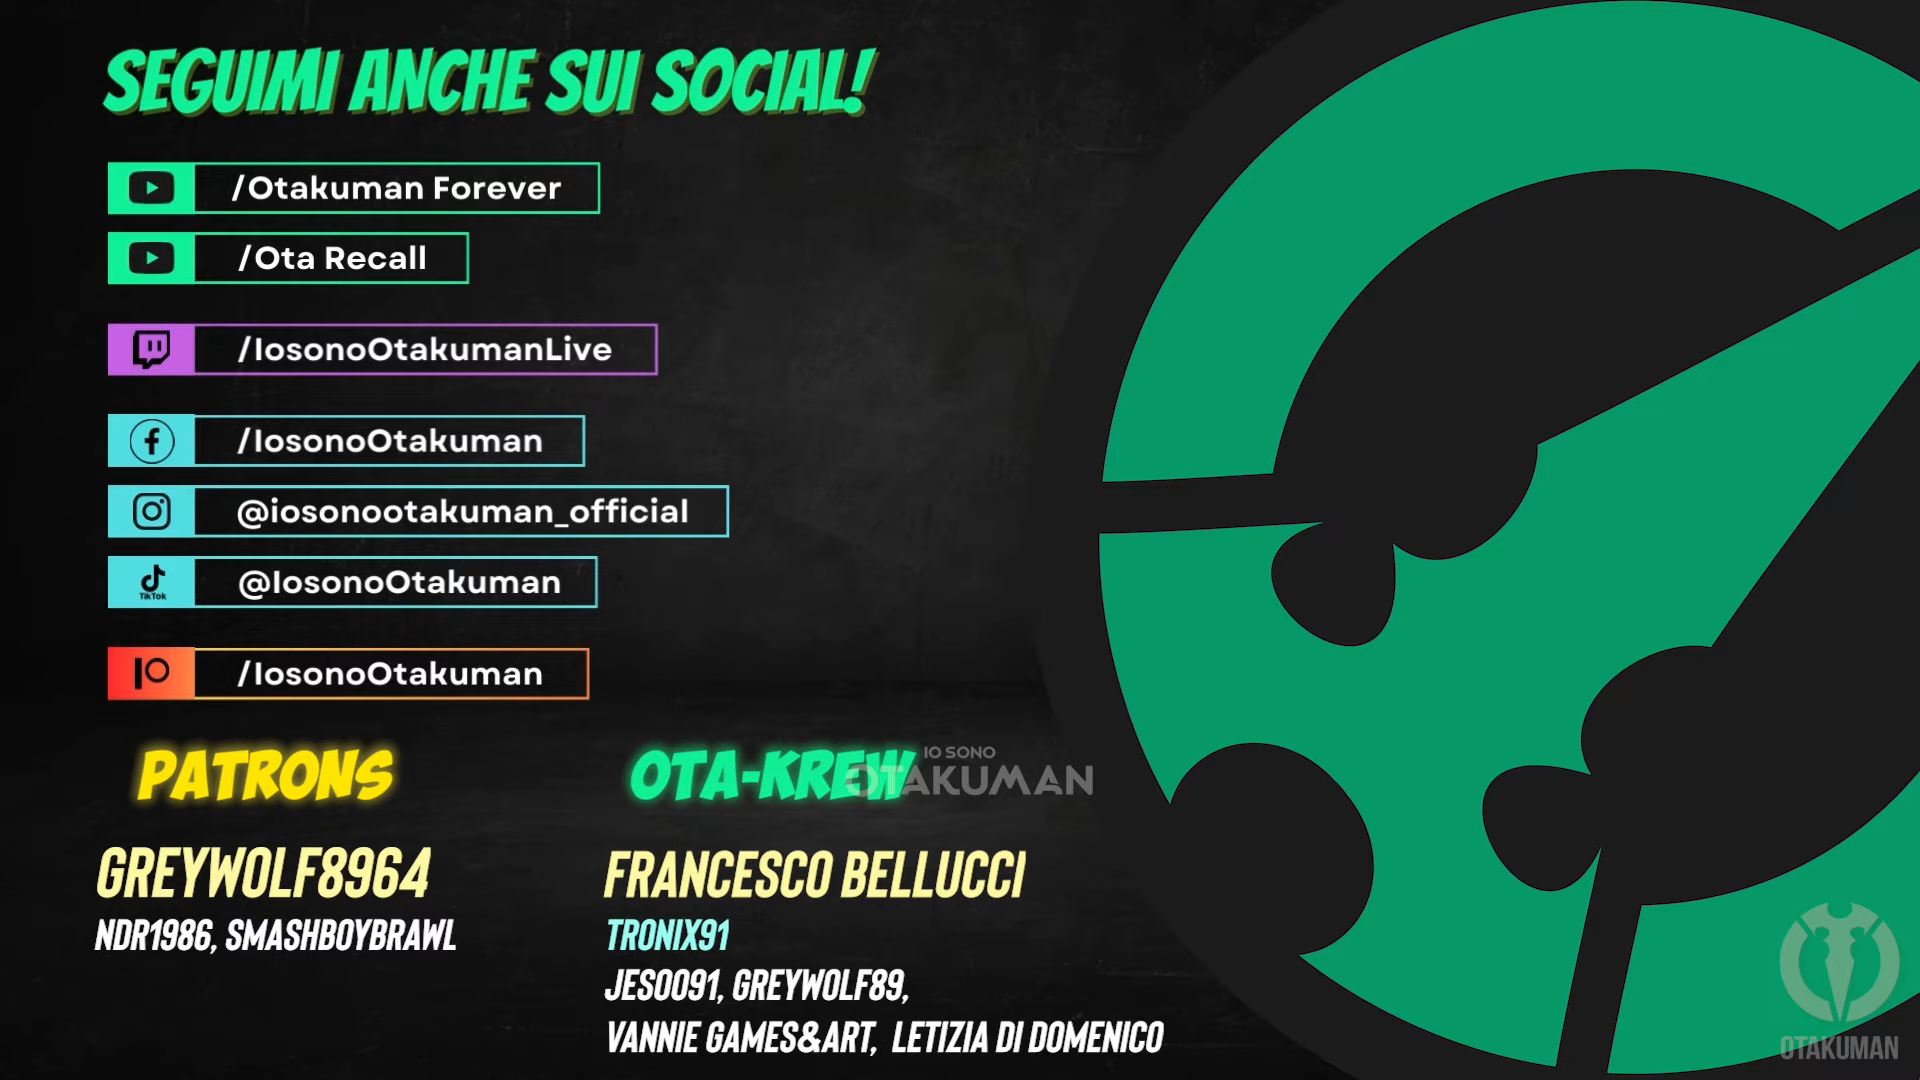 SEGUIMI ANCHE SUI SOCIAL!
/Otakuman Forever
/Ota Recall
/IosonoOtakumanLive
/IosonoOtakuman
@iosonootakuman_official
TikTok
@IosonoOtakuman
/IosonoOtakuman
PATRONS
GREYWOLF8964
NDR1986, SMASHBOYBRAWL
OTA-KREW
IO SONO
OTAKUMAN
FRANCESCO BELLUCCI
TRONIX91
JESOO91, GREYWOLF89,
VANNIE GAMES&ART, LETIZIA DI DOMENICO
OTAKUMAN